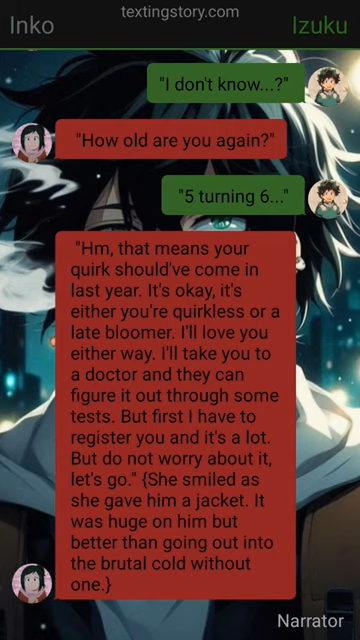 textingstory.com
Inko
Izuku
"I don't know...?"
"How old are you again?"
"5 turning 6..."
"Hm, that means your
quirk should've come in
last year. It's okay, it's
either you're quirkless or a
late bloomer. I'll love you
either way. I'll take you to
a doctor and they can
figure it out through some
tests. But first I have to
register you and it's a lot.
But do not worry about it,
let's go." {She smiled as
she gave him a jacket. It
was huge on him but
better than going out into
the brutal cold without
one.}
Narrator